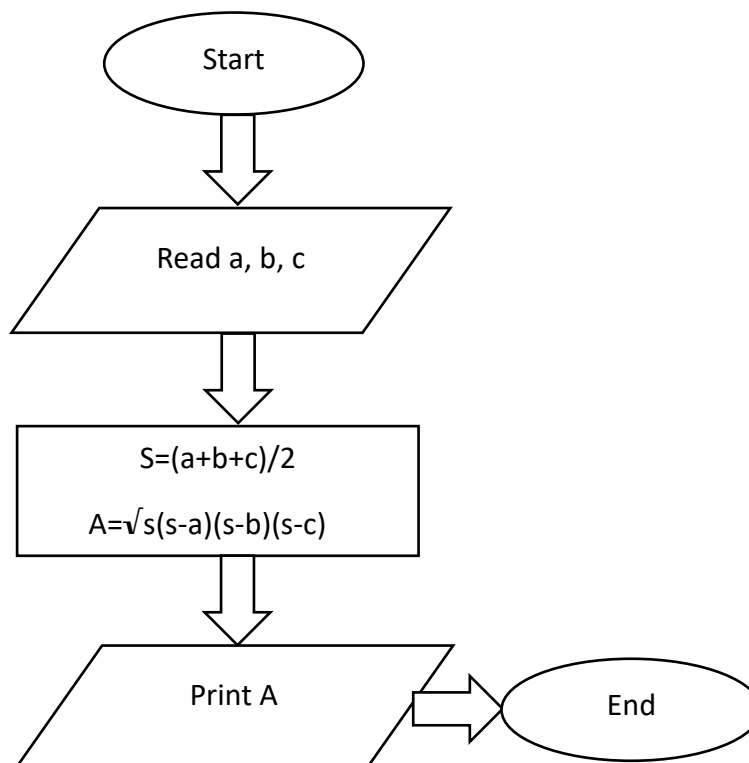 Start
Read a, b, c
S=(a+b+c)/2
A=√s(s-a)(s-b)(s-c)
Print A
End